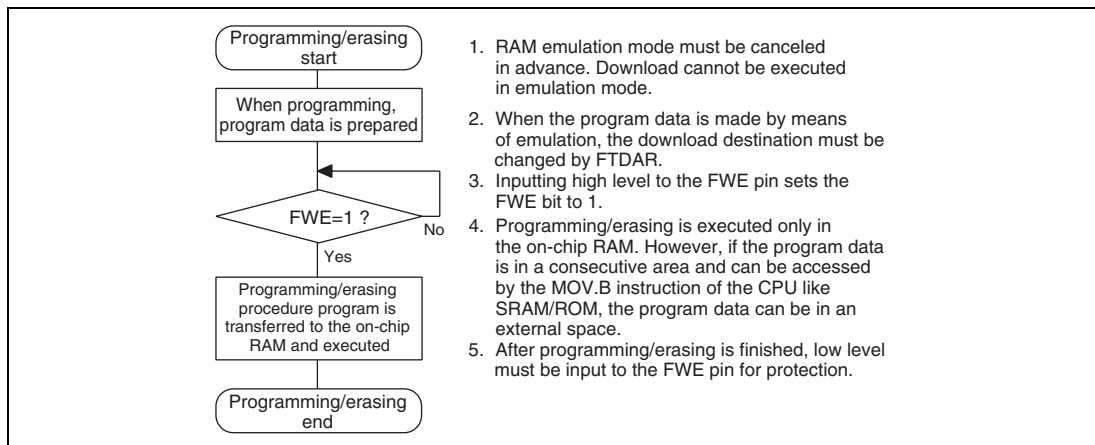 Programming/erasing
start
When programming,
program data is prepared
FWE=1 ?
No
Yes
Programming/erasing
procedure program is
transferred to the on-chip
RAM and executed
Programming/erasing
end
1. RAM emulation mode must be canceled
in advance. Download cannot be executed
in emulation mode.
2. When the program data is made by means
of emulation, the download destination must be
changed by FTDAR.
3. Inputting high level to the FWE pin sets the
FWE bit to 1.
4. Programming/erasing is executed only in
the on-chip RAM. However, if the program data
is in a consecutive area and can be accessed
by the MOV.B instruction of the CPU like
SRAM/ROM, the program data can be in an
external space.
5. After programming/erasing is finished, low level
must be input to the FWE pin for protection.